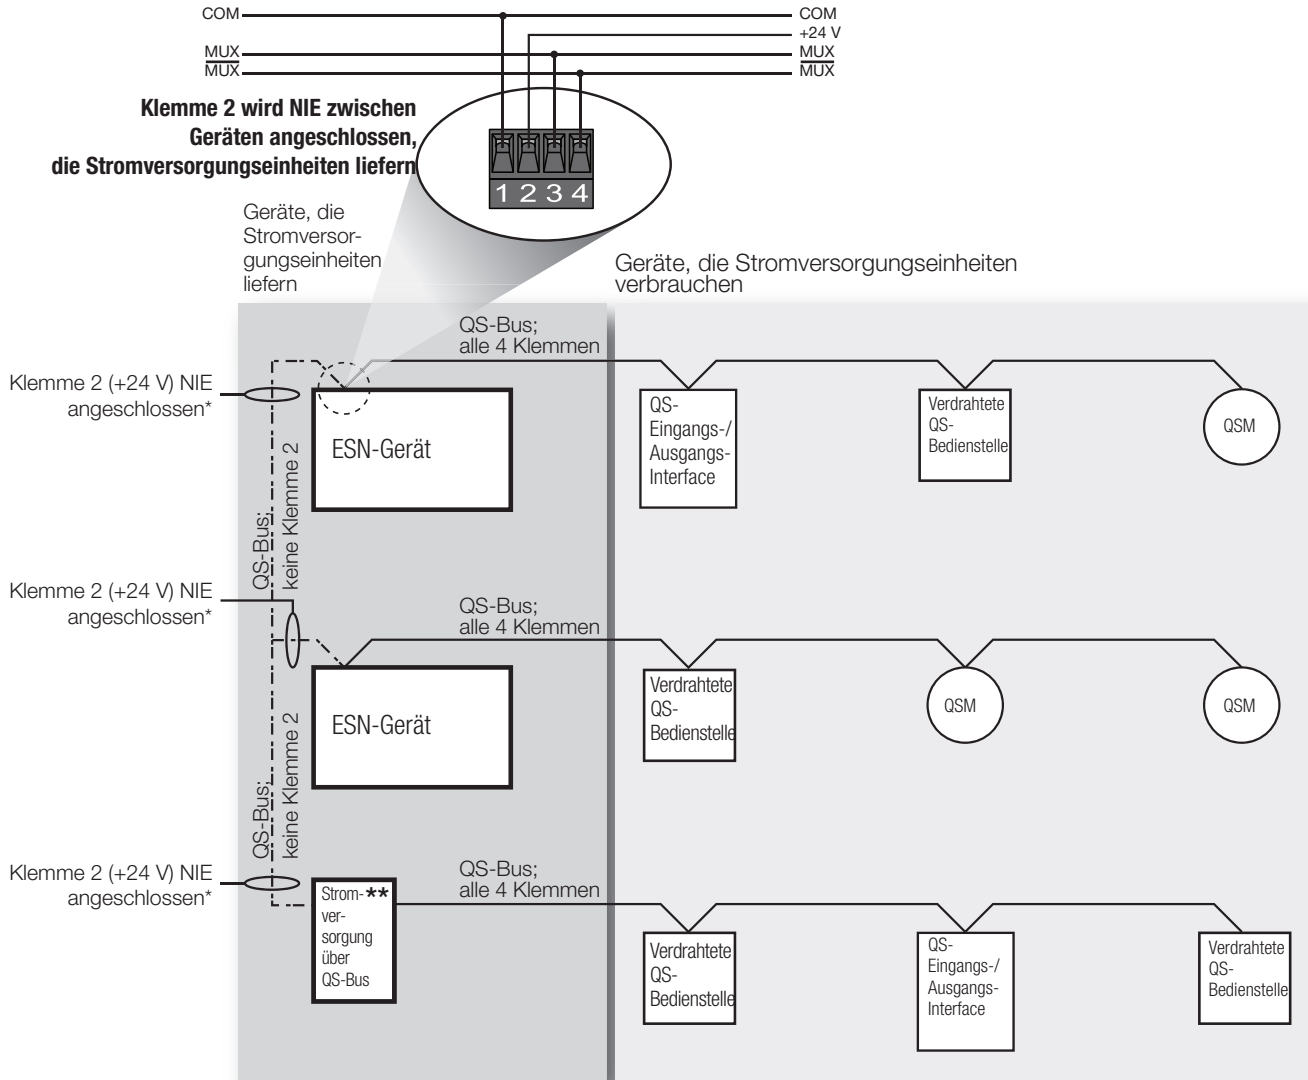 COM
COM
+24 V
MUX
MUX
MUX
MUX
Klemme 2 wird NIE zwischen
Geräten angeschlossen,
die Stromversorgungseinheiten liefern
1 2 3 4
Geräte, die
Stromversor-
gungseinheiten
liefern
Geräte, die Stromversorgungseinheiten
verbrauchen
QS-Bus;
alle 4 Klemmen
Klemme 2 (+24 V) NIE
angeschlossen*
ESN-Gerät
QS-
Eingangs-/
Ausgangs-
Interface
Verdrahtete
QS-
Bedienstelle
QSM
QS-Bus;
keine Klemme 2
Klemme 2 (+24 V) NIE
angeschlossen*
QS-Bus;
alle 4 Klemmen
ESN-Gerät
Verdrahtete
QS-
Bedienstelle
QSM
QSM
QS-Bus;
keine Klemme 2
Klemme 2 (+24 V) NIE
angeschlossen*
QS-Bus;
alle 4 Klemmen
Strom-**
ver-
sorgung
über
QS-Bus
Verdrahtete
QS-
Bedienstelle
QS-
Eingangs-/
Ausgangs-
Interface
Verdrahtete
QS-
Bedienstelle